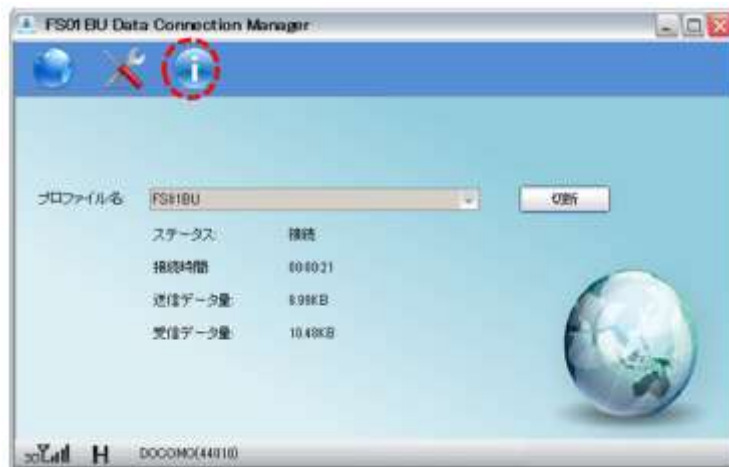 FS01BU Data Connection Manager
プロファイル名 FS01BU 切断
ステータス 接続
接続時間 00:00:21
送信データ量 8.98KB
受信データ量 10.48KB
3G H DOCOMO(44010)